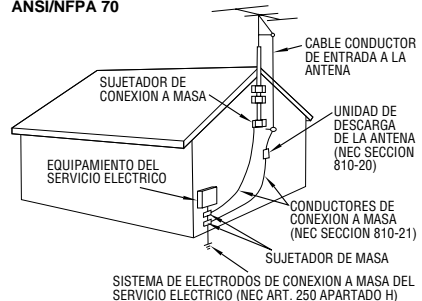 ANSI/NFPA 70
CABLE CONDUCTOR
DE ENTRADA A LA
ANTENA
SUJETADOR DE
CONEXION A MASA
UNIDAD DE
DESCARGA
DE LA ANTENA
(NEC SECCION
810-20)
EQUIPAMIENTO DEL
SERVICIO ELECTRICO
CONDUCTORES DE
CONEXION A MASA
(NEC SECCION 810-21)
SUJETADOR DE MASA
SISTEMA DE ELECTRODOS DE CONEXION A MASA DEL
SERVICIO ELECTRICO (NEC ART. 250 APARTADO H)